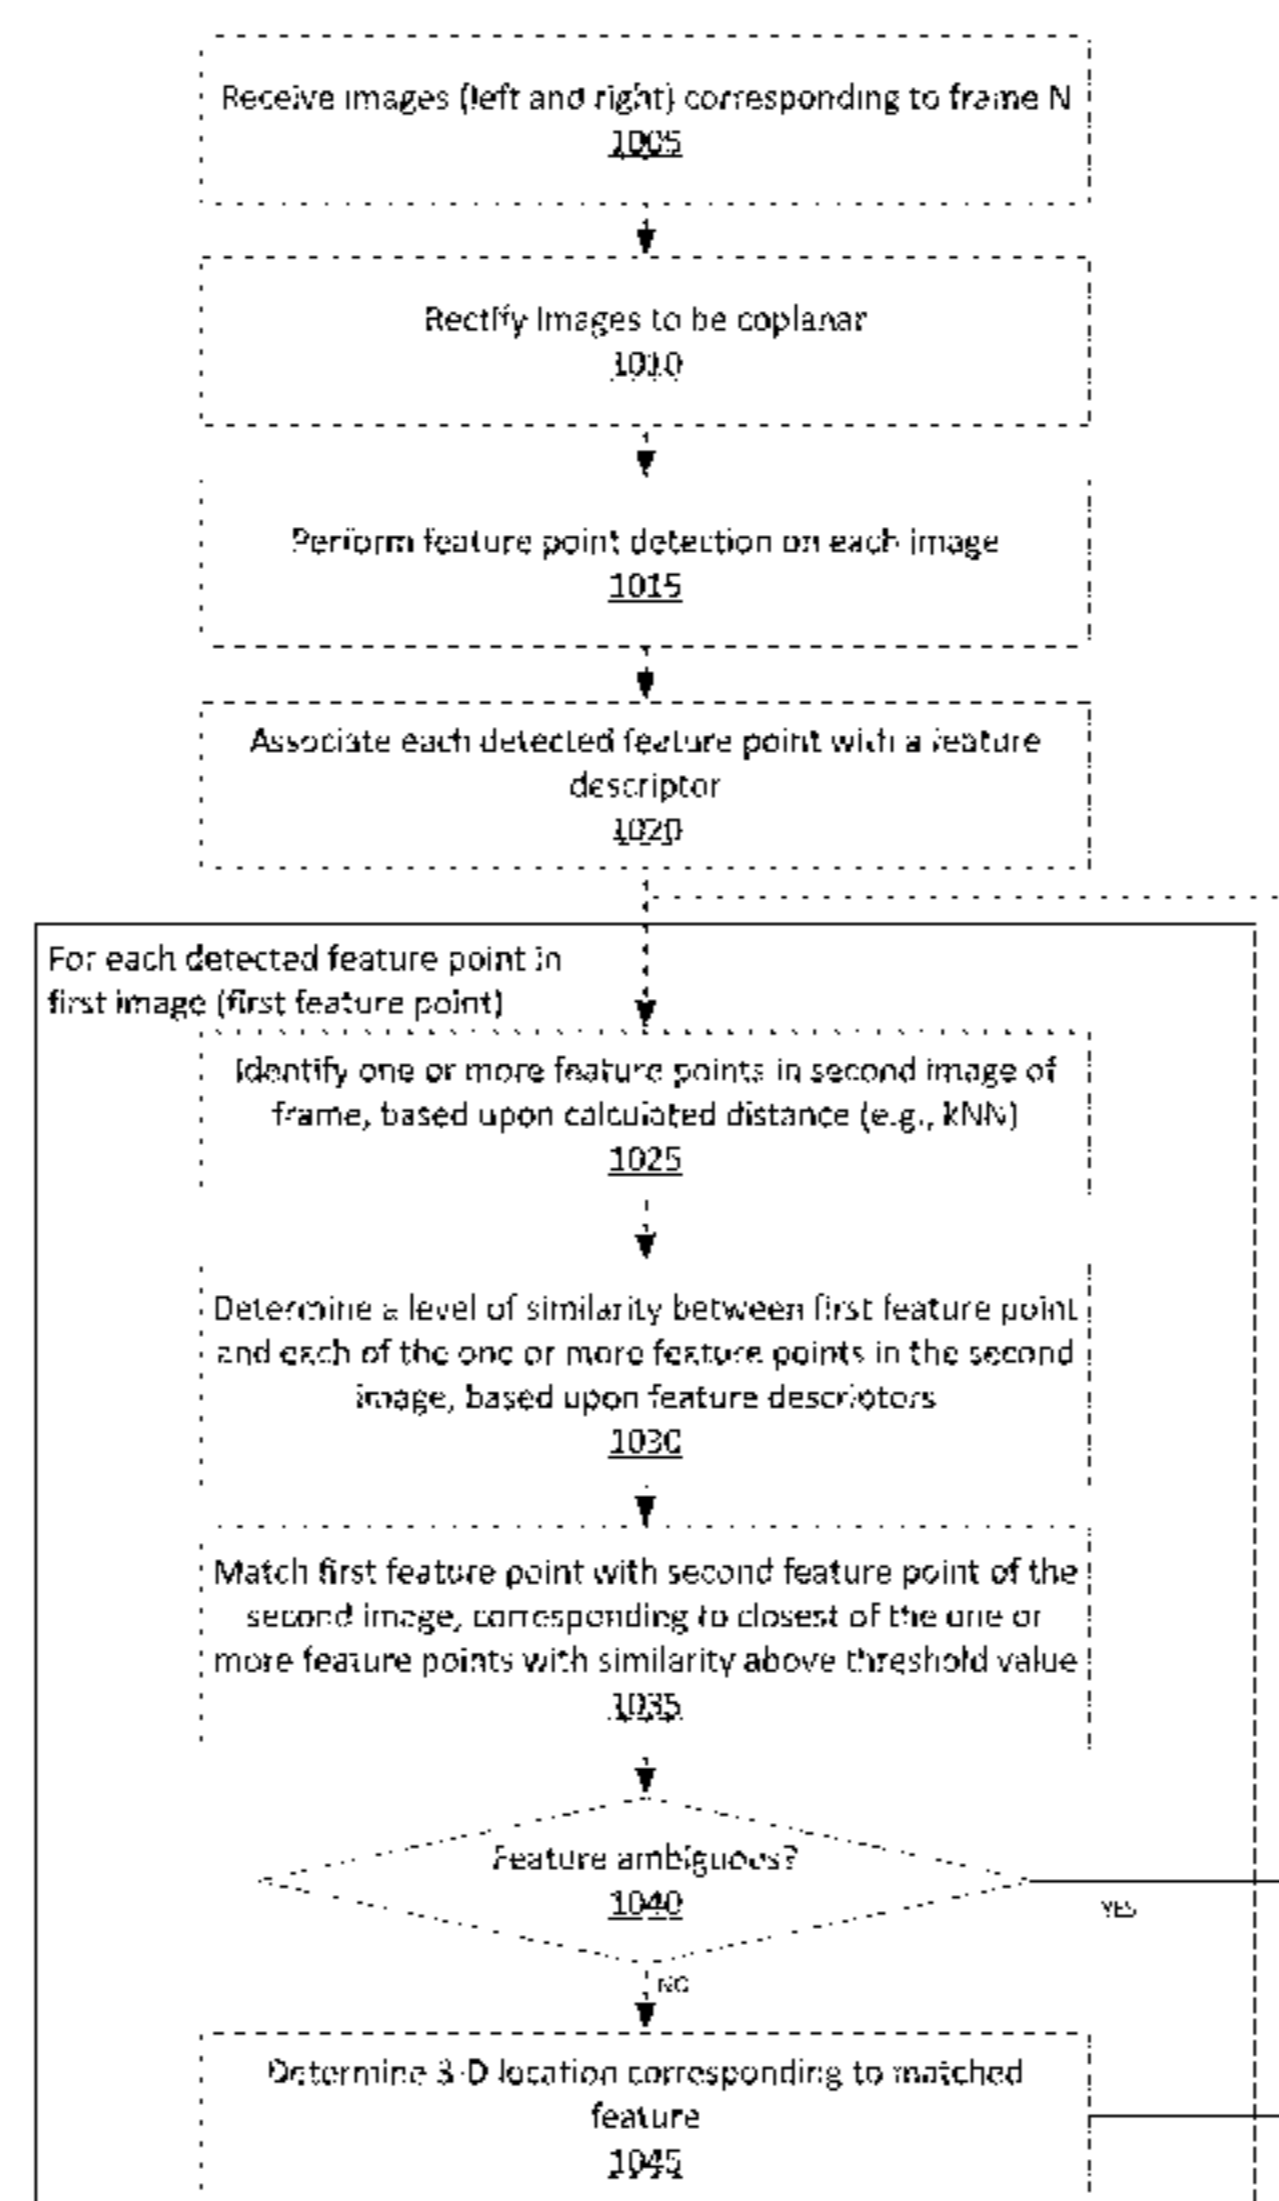 Receive images (left and right) corresponding to frame N
1005
Rectify images to be coplanar
1010
Perform feature point detection on each image
1015
Associate each detected feature point with a feature
descriptor
1020
For each detected feature point in
first image (first feature point)
Identify one or more feature points in second image of
frame, based upon calculated distance (e.g., kNN)
1025
Determine a level of similarity between first feature point
and each of the one or more feature points in the second
image, based upon feature descriptors
1030
Match first feature point with second feature point of the
second image, corresponding to closest of the one or
more feature points with similarity above threshold value
1035
Feature ambiguous?
1040
YES
NO
Determine 3-D location corresponding to matched
feature
1045